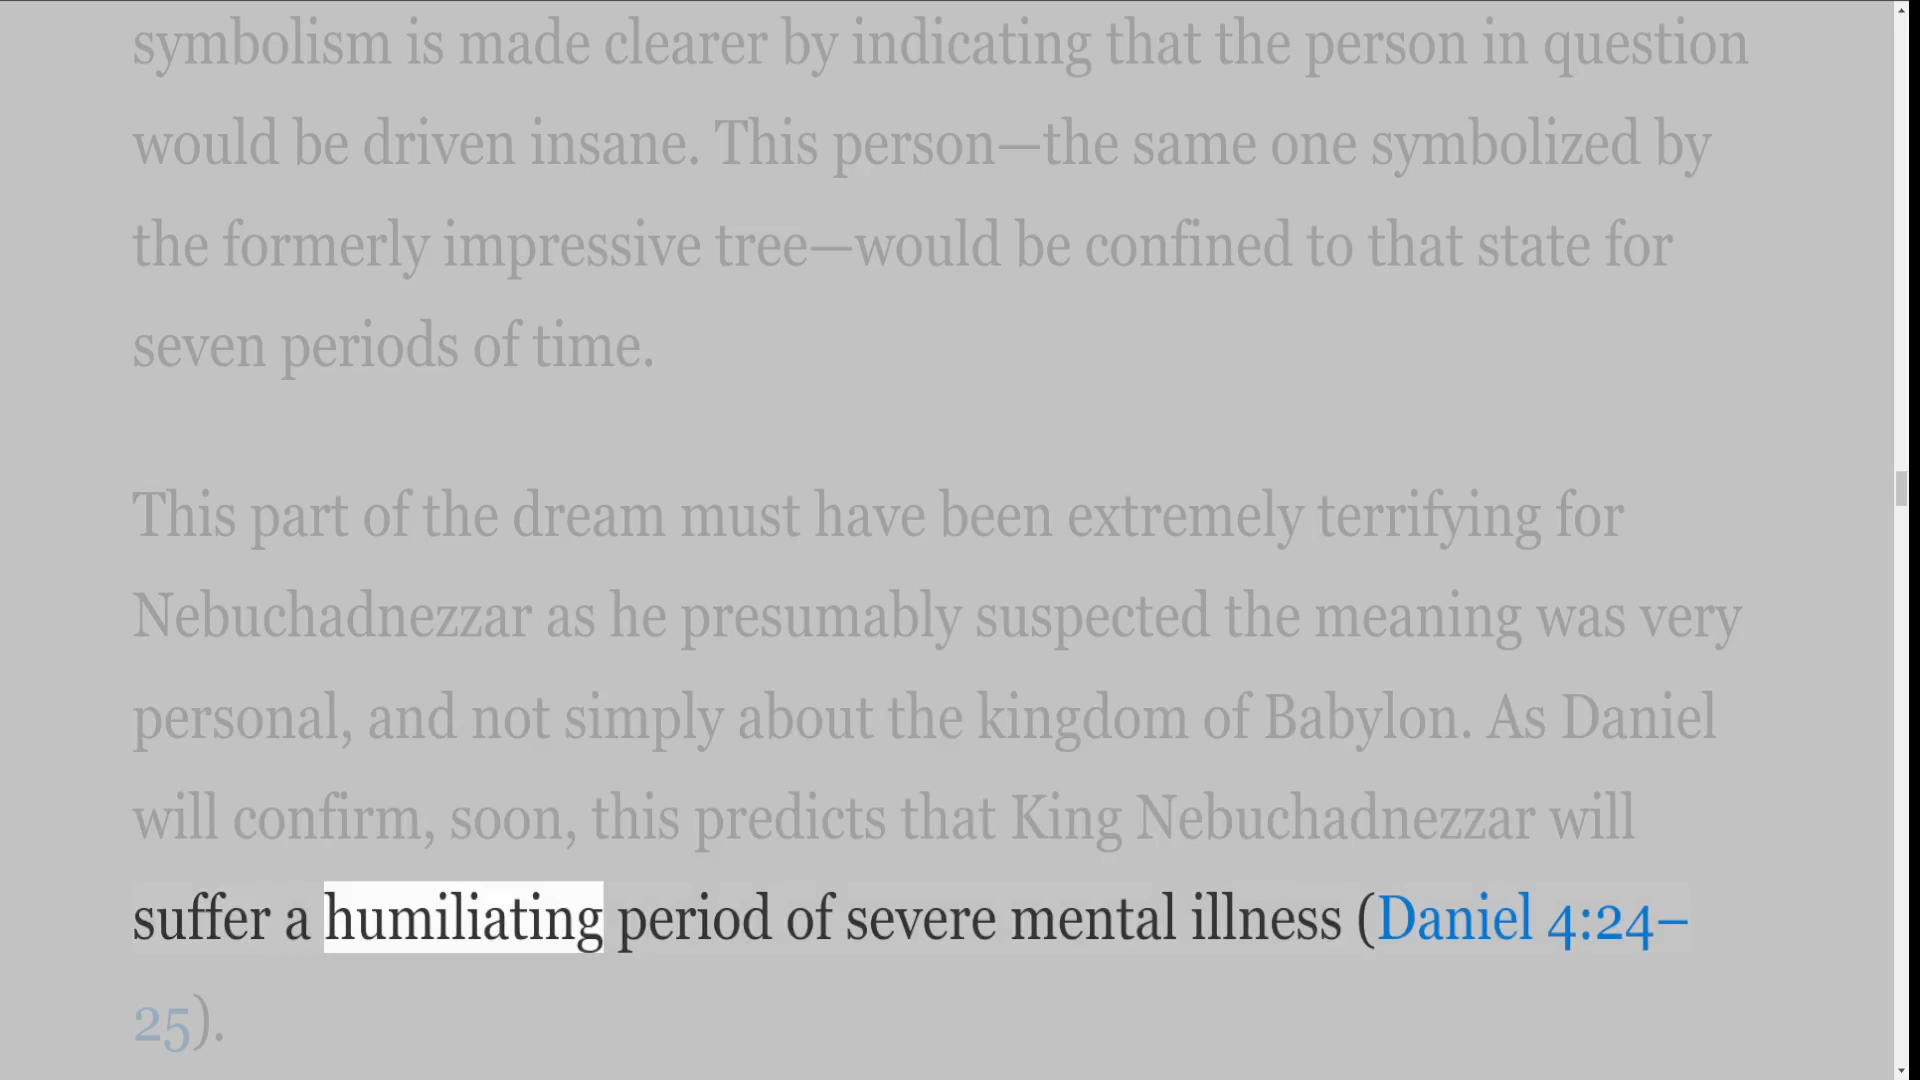 symbolism is made clearer by indicating that the person in question
would be driven insane. This person—the same one symbolized by
the formerly impressive tree—would be confined to that state for
seven periods of time.
This part of the dream must have been extremely terrifying for
Nebuchadnezzar as he presumably suspected the meaning was very
personal, and not simply about the kingdom of Babylon. As Daniel
will confirm, soon, this predicts that King Nebuchadnezzar will
suffer a humiliating period of severe mental illness (Daniel 4:24–
25).